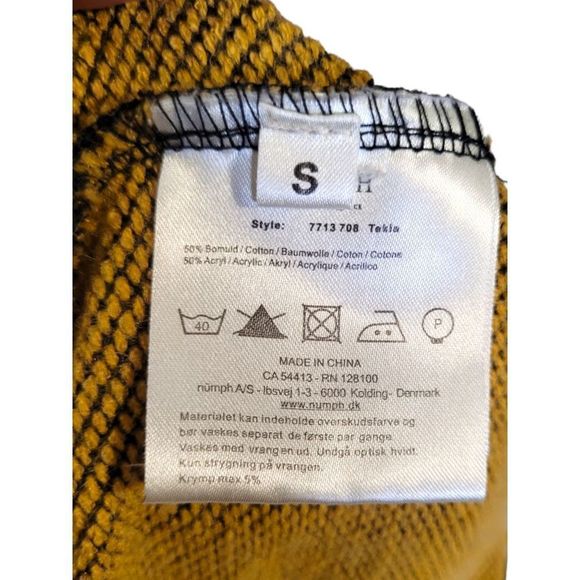 S
H
CE
Style: 7713 708 Tekla
50% Bomuld / Cotton / Baumwolle / Coton / Cotone
50% Acryl / Acrylic / Akryl / Acrylique / Acrilico
40
P
MADE IN CHINA
CA 54413 - RN 128100
nümph A/S - Ibsvej 1-3 - 6000 Kolding- Denmark
www.numph.dk
Materialet kan indeholde overskudsfarve og
bør vaskes separat de første par gange.
Vaskes med vrangen ud. Undgå optisk hvidt.
Kun strygning på vrangen.
Krymp max 5%